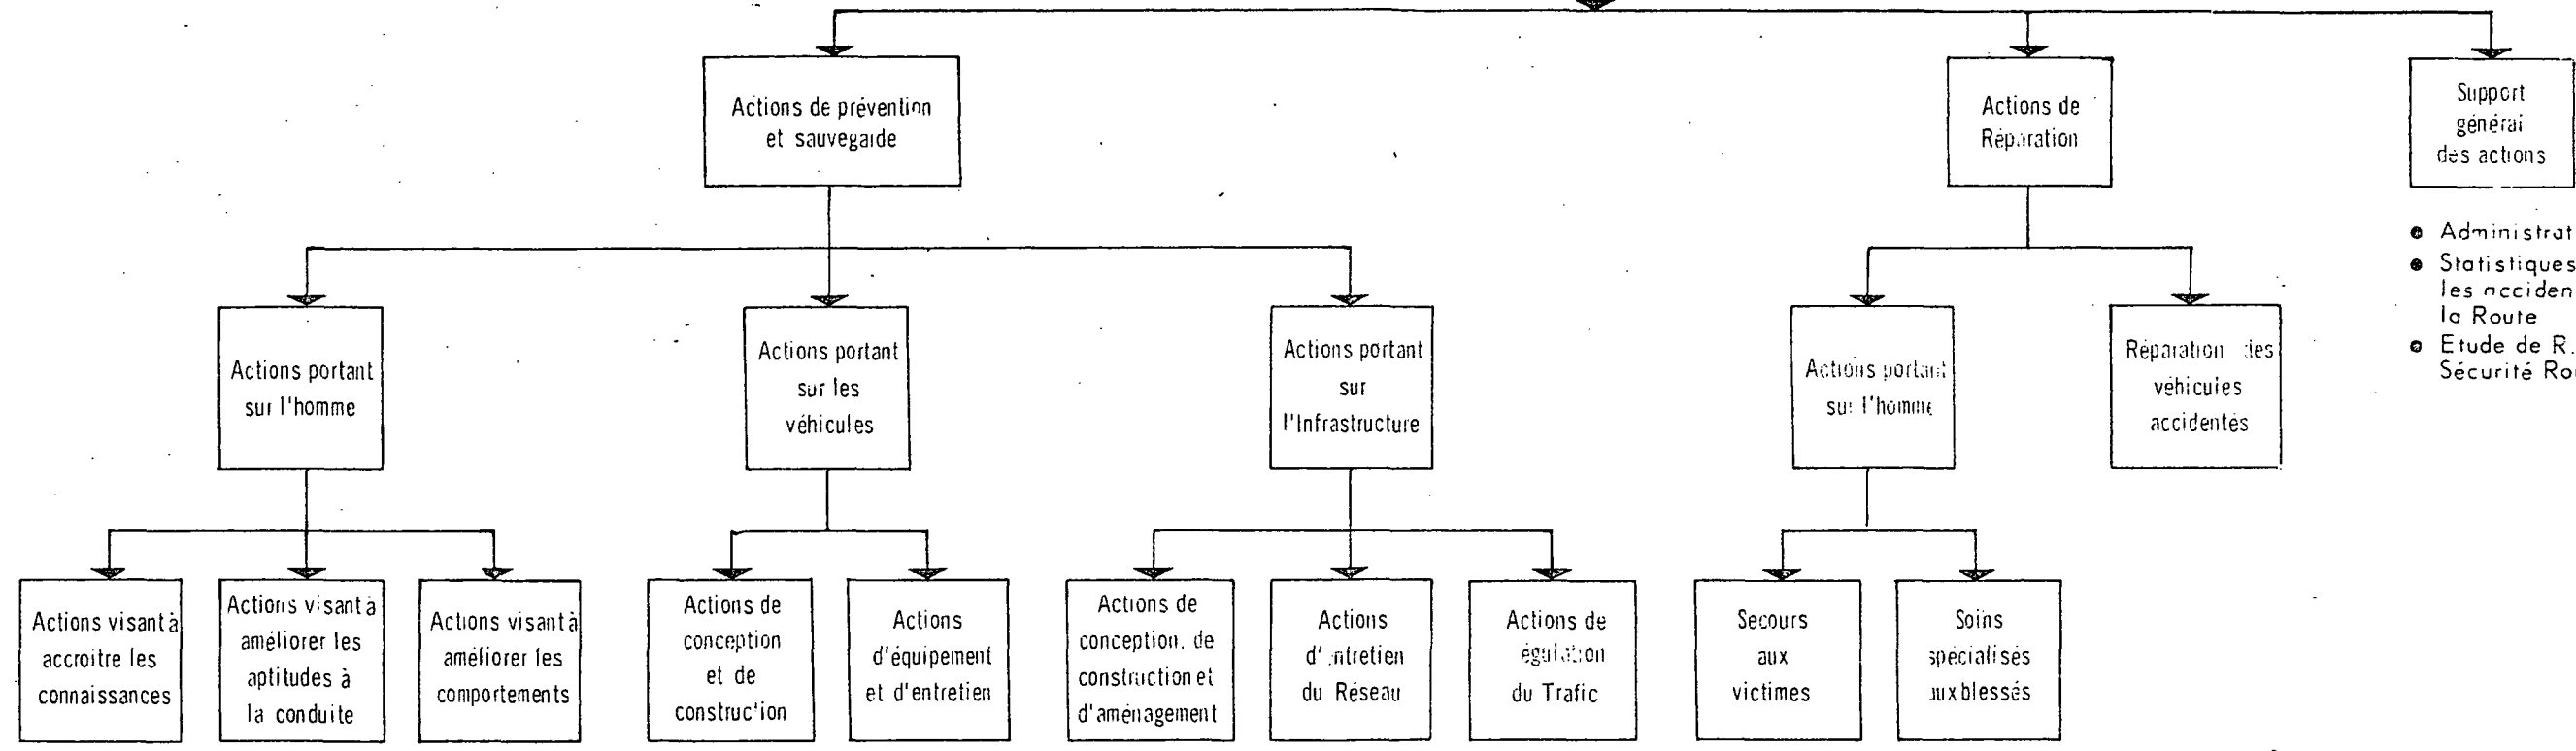 Actions de prévention
et sauvegarde
Actions de
Réparation
Support
général
des actions
Administrat
Statistiques
les acciden
la Route
Etude de R.
Sécurité Rou
Actions portant
sur l'homme
Actions portant
sur les
véhicules
Actions portant
sur
l'Infrastructure
Actions portant
sur l'homme
Réparation des
véhicules
accidentés
Actions visant à
accroitre les
connaissances
Actions visant à
améliorer les
aptitudes à
la conduite
Actions visant à
améliorer les
comportements
Actions de
conception
et de
construction
Actions
d'équipement
et d'entretien
Actions de
conception, de
construction et
d'aménagement
Actions
d'entretien
du Réseau
Actions de
régulation
du Trafic
Secours
aux
victimes
Soins
spécialisés
aux blessés